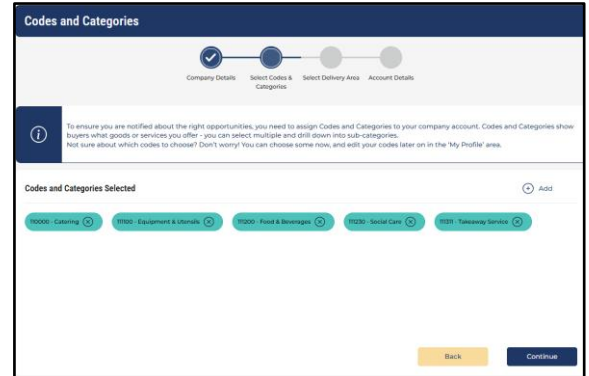 Codes and Categories
Company Details
Select Codes & Categories
Select Delivery Area
Account Details
To ensure you are notified about the right opportunities, you need to assign Codes and Categories to your company account. Codes and Categories show
buyers what goods or services you offer - you can select multiple and drill down into sub-categories.
Not sure about which codes to choose? Don't worry! You can choose some now, and edit your codes later on in the 'My Profile' area.
Codes and Categories Selected
Add
110000 - Catering
111100 - Equipment & Utensils
111200 - Food & Beverages
111230 - Social Care
111311 - Takeaway Service
Back
Continue